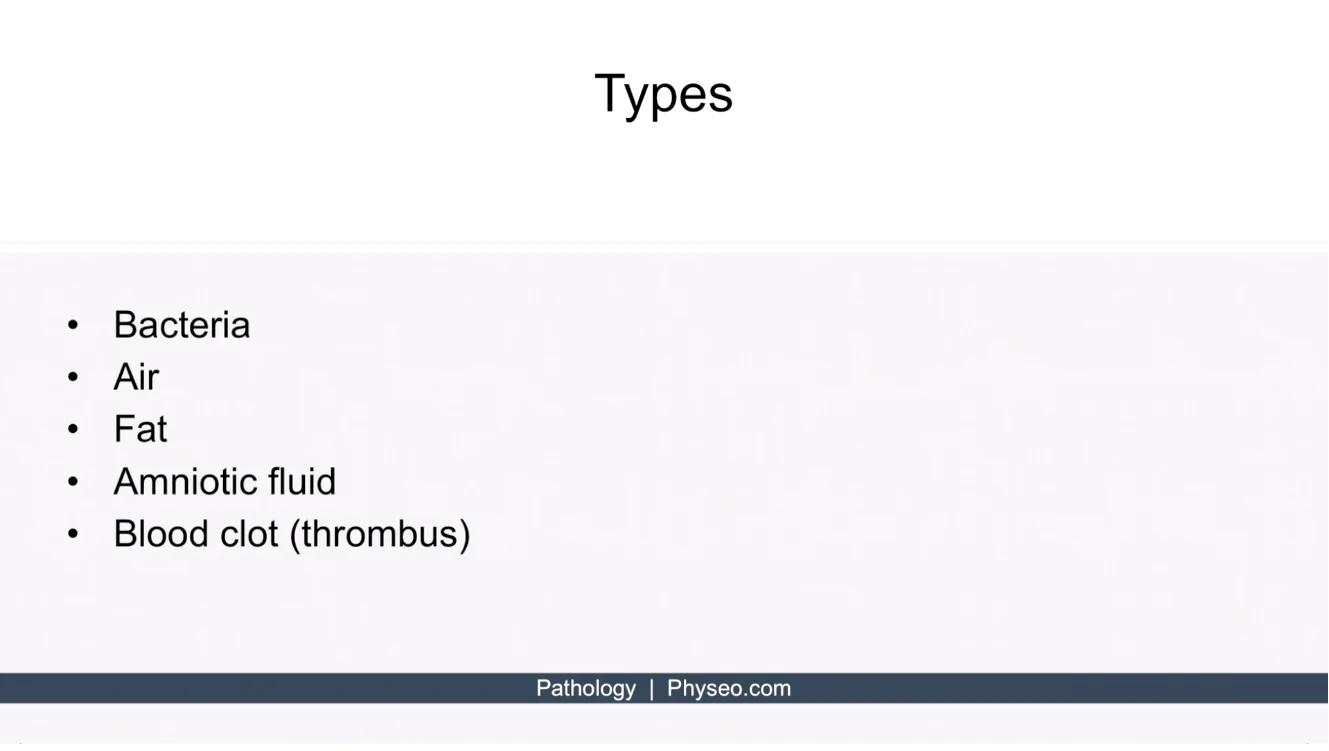 Types
• Bacteria
• Air
• Fat
• Amniotic fluid
• Blood clot (thrombus)
Pathology | Physeo.com